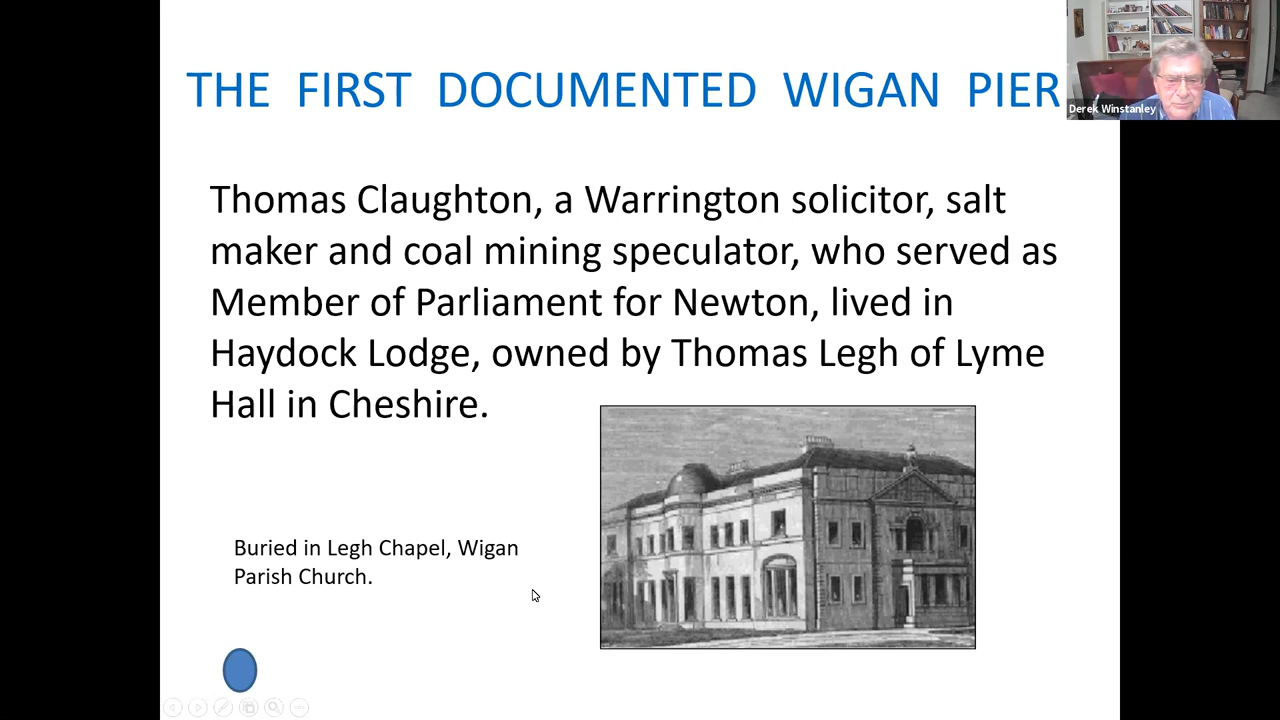 THE FIRST DOCUMENTED WIGAN PIER
Derek Winstanley
Thomas Claughton, a Warrington solicitor, salt
maker and coal mining speculator, who served as
Member of Parliament for Newton, lived in
Haydock Lodge, owned by Thomas Legh of Lyme
Hall in Cheshire.
Buried in Legh Chapel, Wigan
Parish Church.